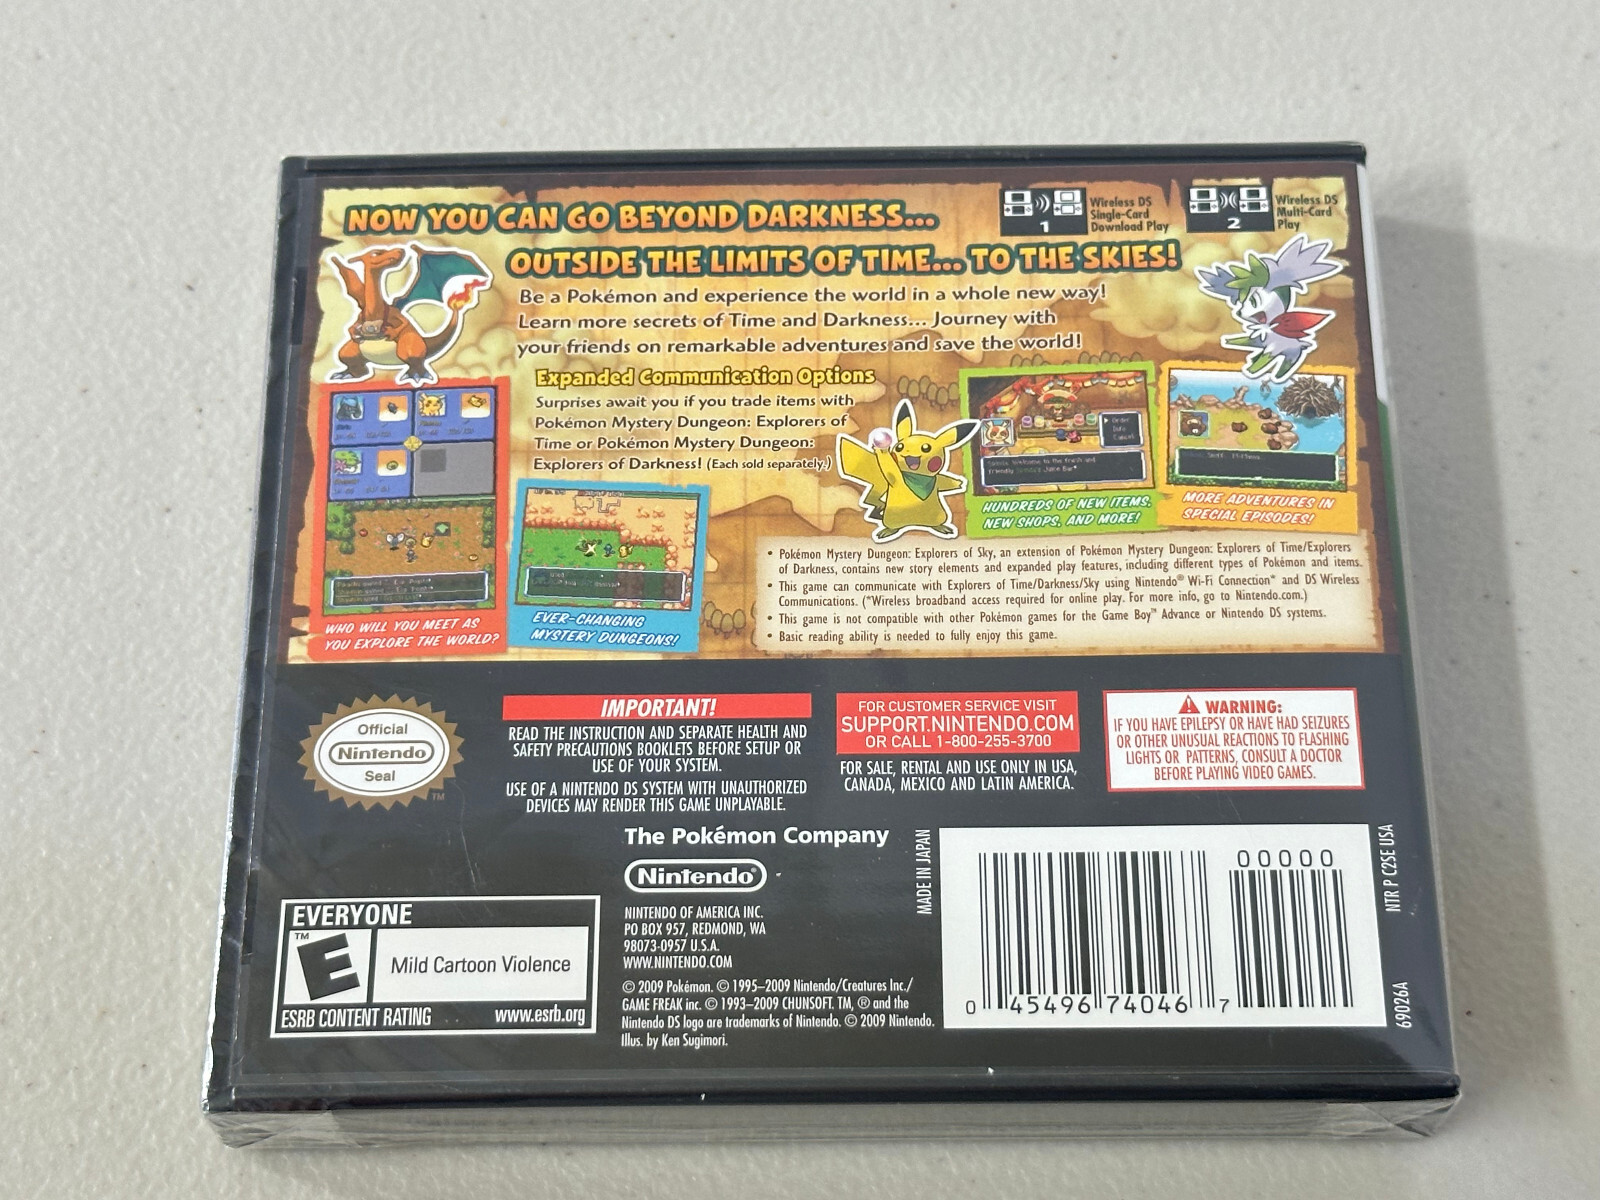 NOW YOU CAN GO BEYOND DARKNESS...
OUTSIDE THE LIMITS OF TIME... TO THE SKIES!
1
Wireless DS
Single-Card
Download Play
2
Wireless DS
Multi-Card
Play
Be a Pokémon and experience the world in a whole new way!
Learn more secrets of Time and Darkness... Journey with
your friends on remarkable adventures and save the world!
Expanded Communication Options
Surprises await you if you trade items with
Pokémon Mystery Dungeon: Explorers of
Time or Pokémon Mystery Dungeon:
Explorers of Darkness! (Each sold separately.)
WHO WILL YOU MEET AS
YOU EXPLORE THE WORLD?
EVER-CHANGING
MYSTERY DUNGEONS!
HUNDREDS OF NEW ITEMS,
NEW SHOPS, AND MORE!
MORE ADVENTURES IN
SPECIAL EPISODES!
• Pokémon Mystery Dungeon: Explorers of Sky, an extension of Pokémon Mystery Dungeon: Explorers of Time/Explorers
of Darkness, contains new story elements and expanded play features, including different types of Pokémon and items.
• This game can communicate with Explorers of Time/Darkness/Sky using Nintendo® Wi-Fi Connection* and DS Wireless
Communications. (*Wireless broadband access required for online play. For more info, go to Nintendo.com.)
• This game is not compatible with other Pokémon games for the Game Boy™ Advance or Nintendo DS systems.
• Basic reading ability is needed to fully enjoy this game.
Official
Nintendo
Seal
TM
IMPORTANT!
READ THE INSTRUCTION AND SEPARATE HEALTH AND
SAFETY PRECAUTIONS BOOKLETS BEFORE SETUP OR
USE OF YOUR SYSTEM.
USE OF A NINTENDO DS SYSTEM WITH UNAUTHORIZED
DEVICES MAY RENDER THIS GAME UNPLAYABLE.
FOR CUSTOMER SERVICE VISIT
SUPPORT.NINTENDO.COM
OR CALL 1-800-255-3700
FOR SALE, RENTAL AND USE ONLY IN USA,
CANADA, MEXICO AND LATIN AMERICA.
WARNING:
IF YOU HAVE EPILEPSY OR HAVE HAD SEIZURES
OR OTHER UNUSUAL REACTIONS TO FLASHING
LIGHTS OR PATTERNS, CONSULT A DOCTOR
BEFORE PLAYING VIDEO GAMES.
The Pokémon Company
Nintendo®
NINTENDO OF AMERICA INC.
PO BOX 957, REDMOND, WA
98073-0957 U.S.A.
WWW.NINTENDO.COM
© 2009 Pokémon. © 1995–2009 Nintendo/Creatures Inc./
GAME FREAK inc. © 1993–2009 CHUNSOFT. TM, ® and the
Nintendo DS logo are trademarks of Nintendo. © 2009 Nintendo.
Illus. by Ken Sugimori.
EVERYONE
TM
E
Mild Cartoon Violence
ESRB CONTENT RATING www.esrb.org
MADE IN JAPAN
00000
0 45496 74046 7
NTR P C2SE USA
69026A